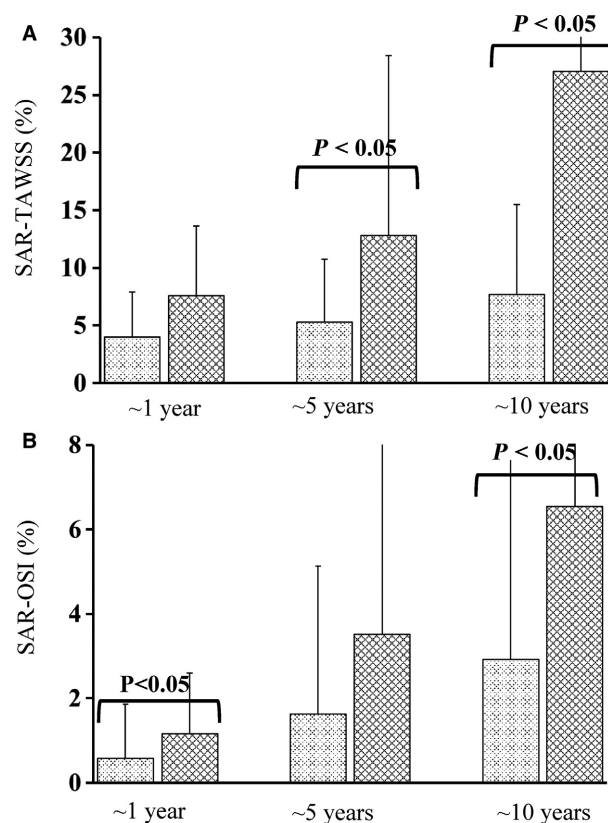 A
SAR-TAWSS (%)
30
25
20
15
10
5
0
P < 0.05
P < 0.05
~1 year
~5 years
~10 years
B
SAR-OSI (%)
8
6
4
2
0
P<0.05
P < 0.05
~1 year
~5 years
~10 years